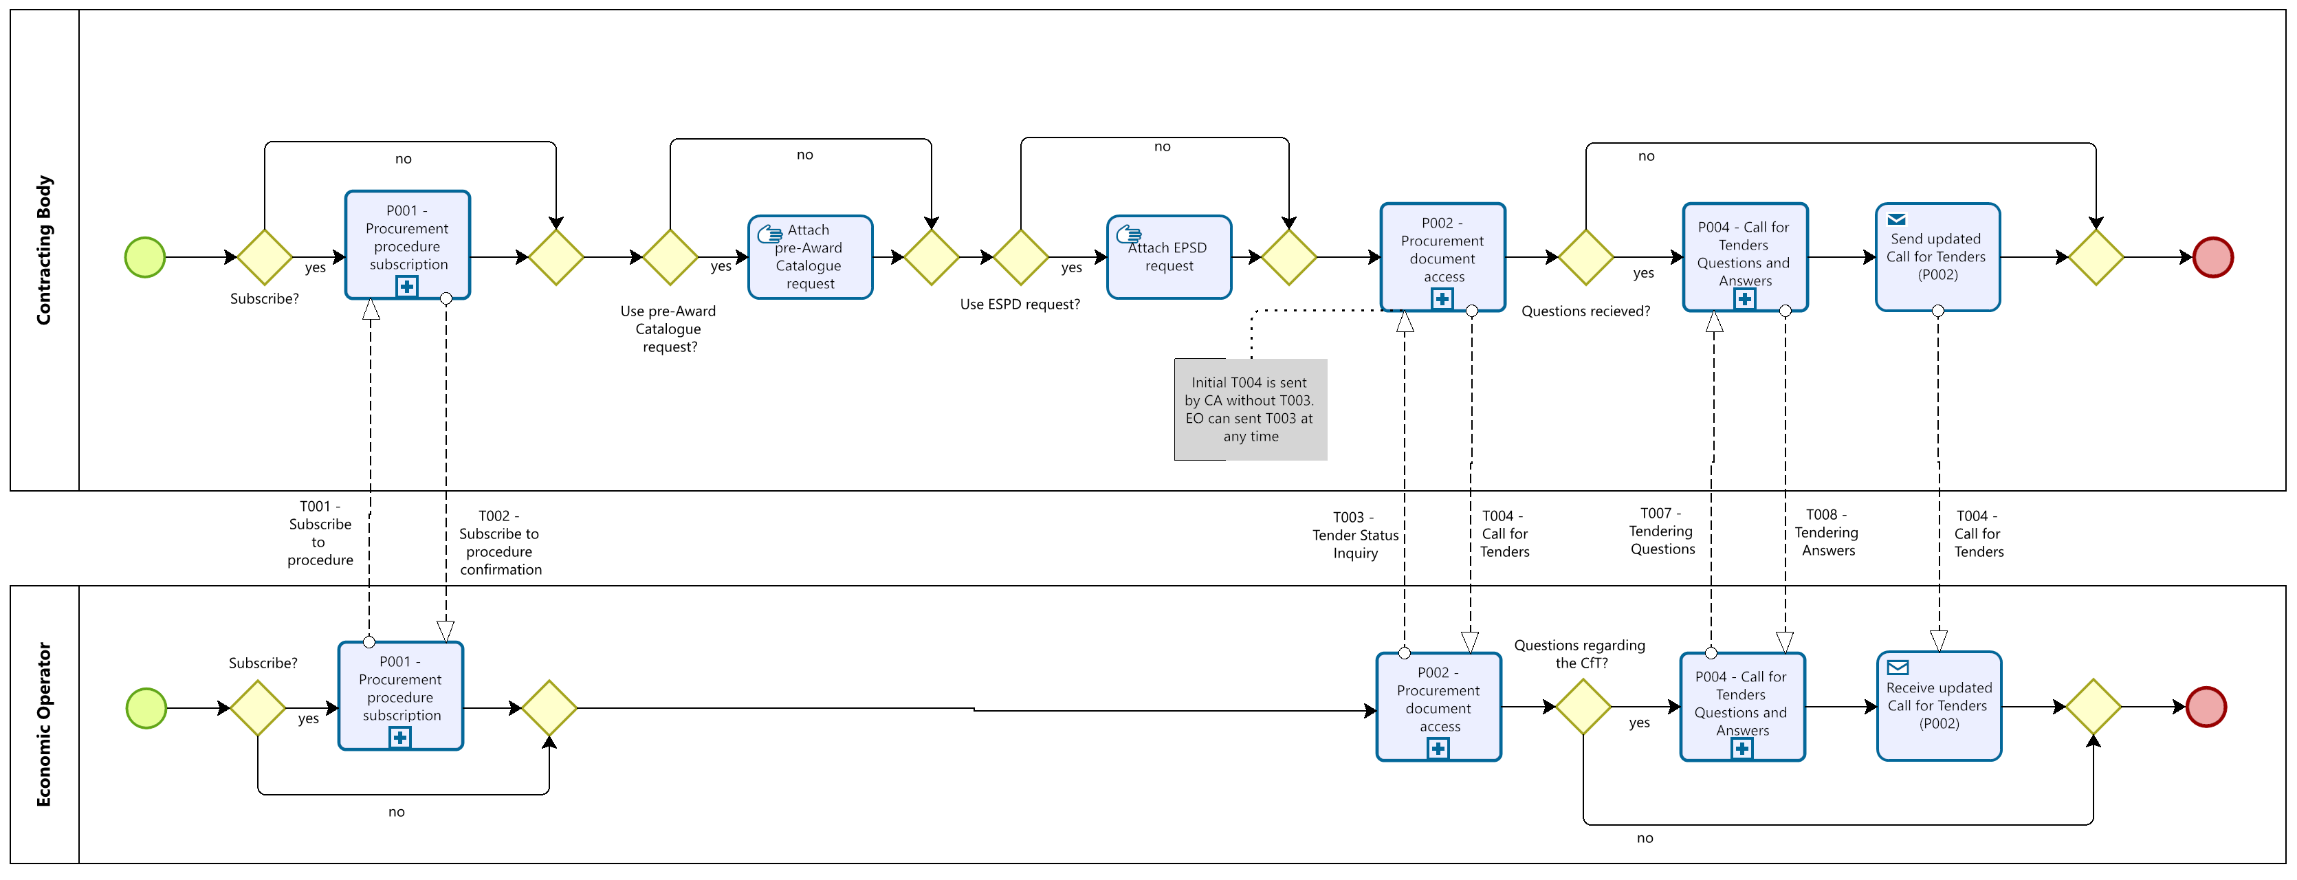 Contracting Body
no
no
no
no
P001 -
Procurement
procedure
subscription
yes
Subscribe?
Attach
pre-Award
Catalogue
request
yes
Use pre-Award
Catalogue
request?
Attach EPSD
request
yes
Use ESPD request?
P002 -
Procurement
document
access
Questions recieved?
yes
P004 - Call for
Tenders
Questions and
Answers
Send updated
Call for Tenders
(P002)
Initial T004 is sent
by CA without T003.
EO can sent T003 at
any time
T001 -
Subscribe
to
procedure
T002 -
Subscribe to
procedure
confirmation
T003 -
Tender Status
Inquiry
T004 -
Call for
Tenders
T007 -
Tendering
Questions
T008 -
Tendering
Answers
T004 -
Call for
Tenders
Economic Operator
Subscribe?
yes
no
P001 -
Procurement
procedure
subscription
P002 -
Procurement
document
access
Questions regarding
the CfT?
yes
no
P004 - Call for
Tenders
Questions and
Answers
Receive updated
Call for Tenders
(P002)